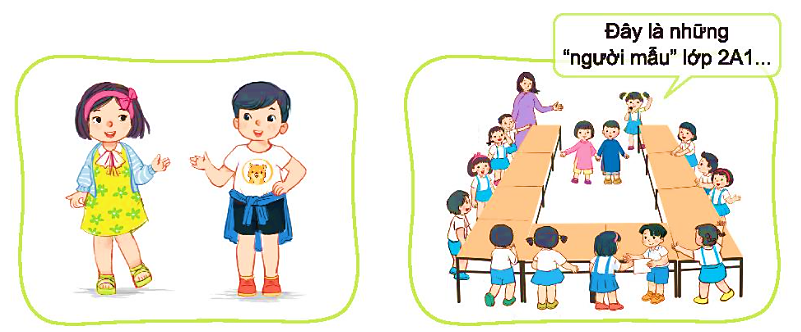 Đây là những
“người mẫu” lớp 2A1...